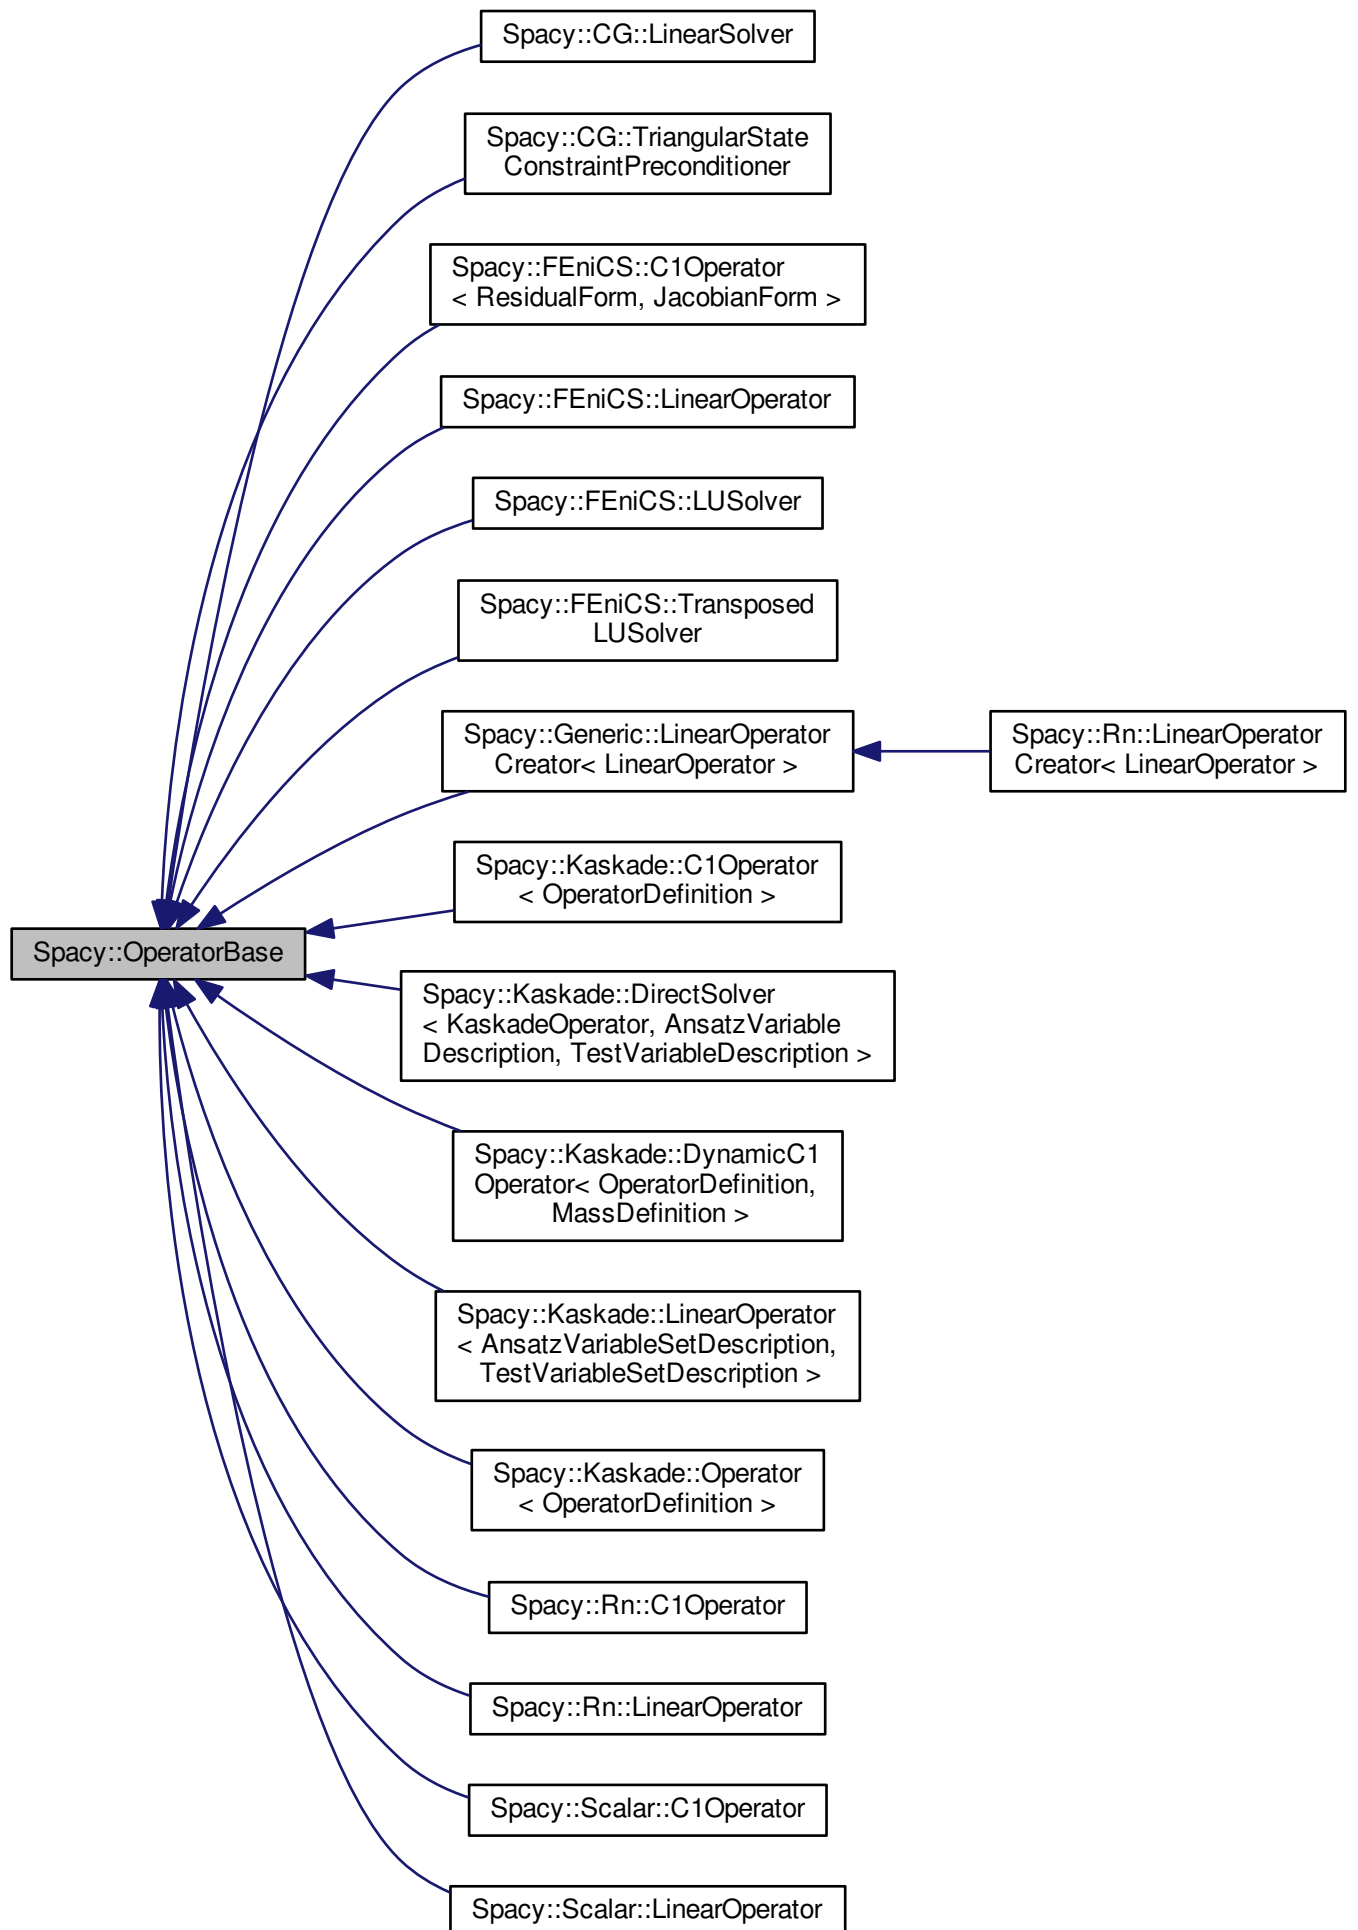 Spacy::CG::LinearSolver
Spacy::CG::TriangularState
ConstraintPreconditioner
Spacy::FEniCS::C1Operator
< ResidualForm, JacobianForm >
Spacy::FEniCS::LinearOperator
Spacy::FEniCS::LUSolver
Spacy::FEniCS::Transposed
LUSolver
Spacy::Generic::LinearOperator
Creator< LinearOperator >
Spacy::Rn::LinearOperator
Creator< LinearOperator >
Spacy::Kaskade::C1Operator
< OperatorDefinition >
Spacy::OperatorBase
Spacy::Kaskade::DirectSolver
< KaskadeOperator, AnsatzVariable
Description, TestVariableDescription >
Spacy::Kaskade::DynamicC1
Operator< OperatorDefinition,
MassDefinition >
Spacy::Kaskade::LinearOperator
< AnsatzVariableSetDescription,
TestVariableSetDescription >
Spacy::Kaskade::Operator
< OperatorDefinition >
Spacy::Rn::C1Operator
Spacy::Rn::LinearOperator
Spacy::Scalar::C1Operator
Spacy::Scalar::LinearOperator